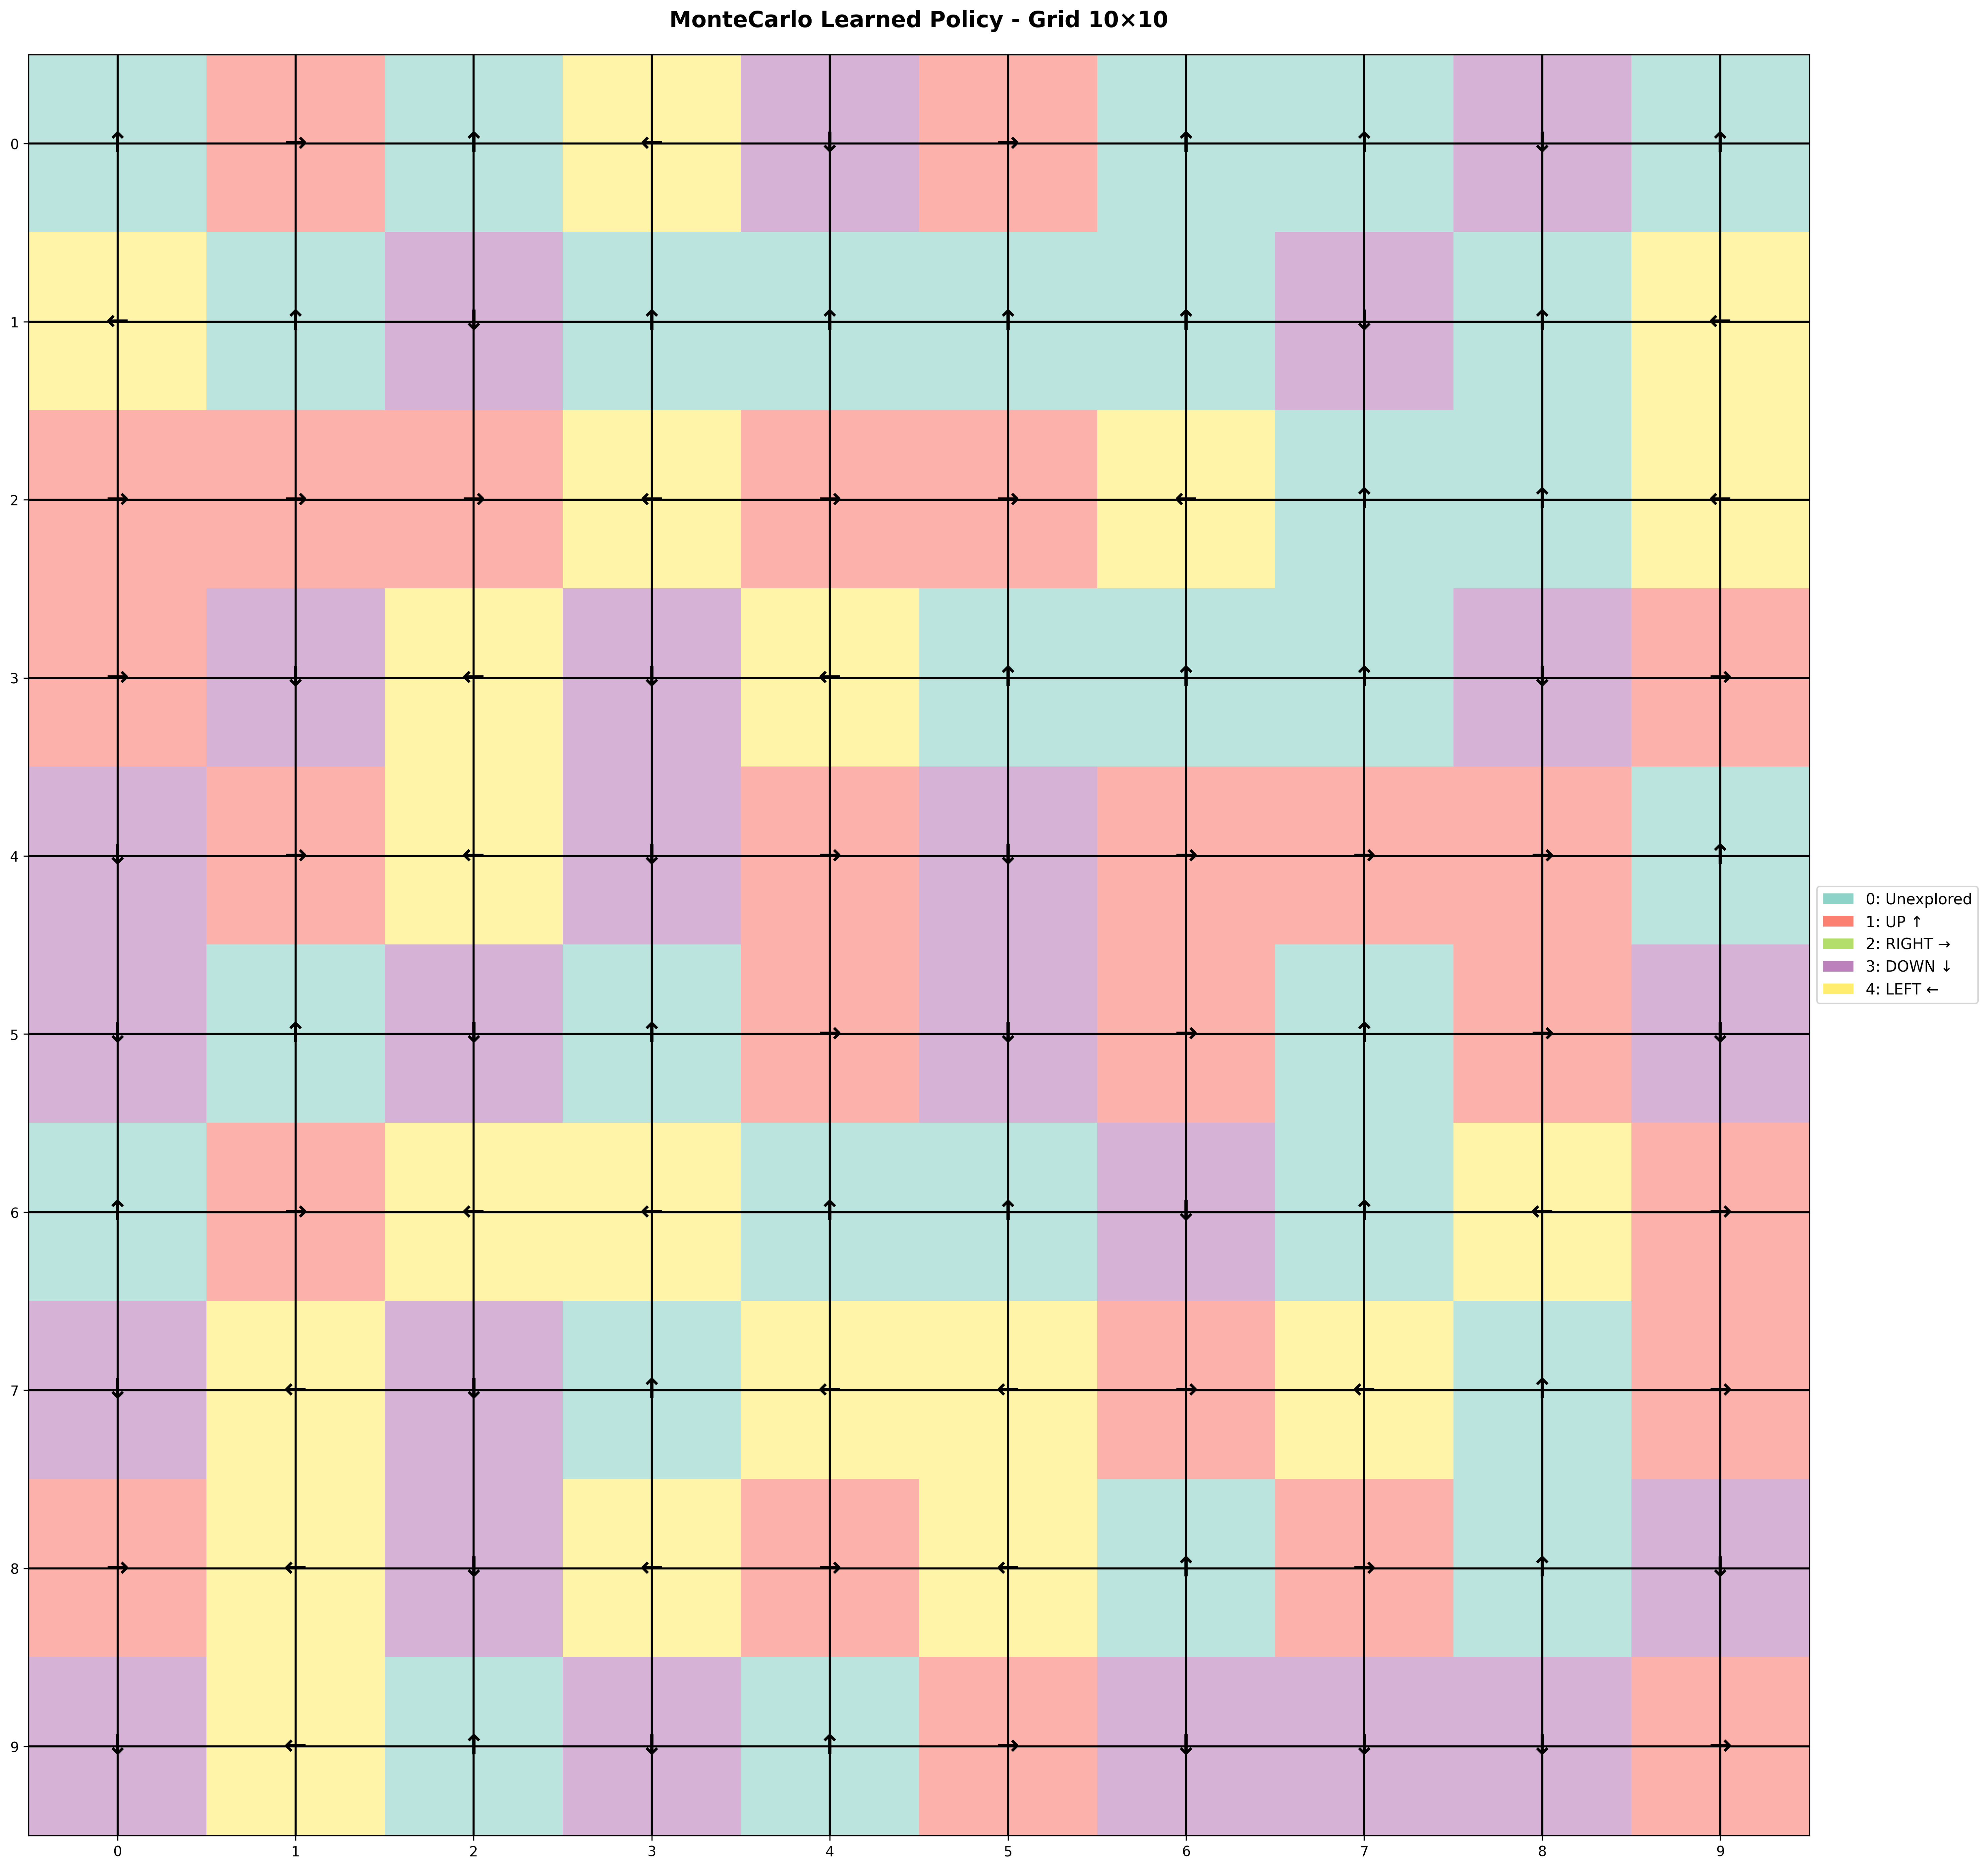 MonteCarlo Learned Policy - Grid 10×10
↑ → ↑ ← ↓ → ↑ ↑ ↓ ↑
0
← ↑ ↓ ↑ ↑ ↑ ↑ ↓ ↑ ←
1
→ → → ← → → ← ↑ ↑ ←
2
→ ↓ ← ↓ ← ↑ ↑ ↑ ↓ →
3
↓ → ← ↓ → ↓ → → → ↑
4
0: Unexplored
1: UP ↑
2: RIGHT →
3: DOWN ↓
4: LEFT ←
↓ ↑ ↓ ↑ → ↓ → ↑ → ↓
5
↑ → ← ← ↑ ↑ ↓ ↑ ← →
6
↓ ← ↓ ↑ ← ← → ← ↑ →
7
→ ← ↓ ← → ← ↑ → ↑ ↓
8
↓ ← ↑ ↓ ↑ → ↓ ↓ ↓ →
9
0 1 2 3 4 5 6 7 8 9